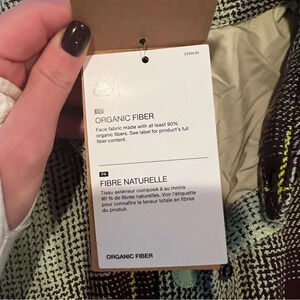 EN
ORGANIC FIBER
Face fabric made with at least 90%
organic fibers. See label for product's full
fiber content.
FR
FIBRE NATURELLE
Tissu extérieur composé à au moins
90 % de fibres naturelles. Voir l'étiquette
pour connaître la teneur totale en fibres
du produit.
ORGANIC FIBER